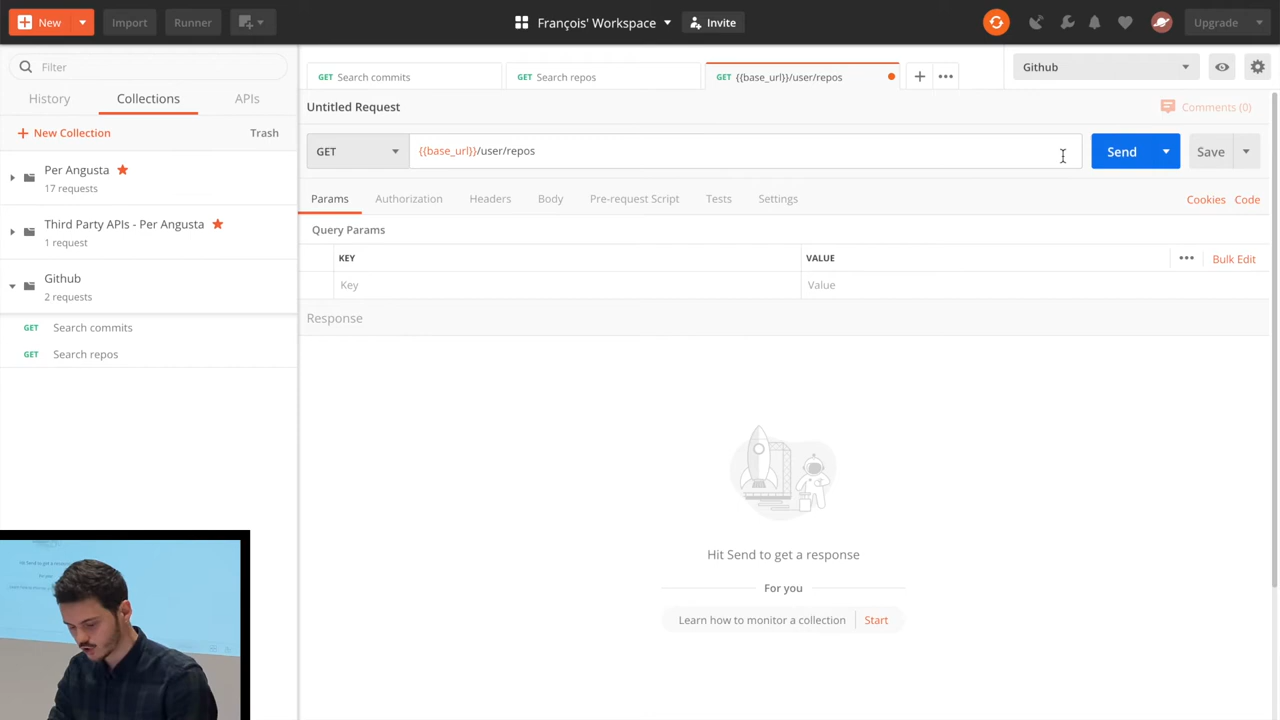 New
Import
Runner
François' Workspace
Invite
Upgrade
Filter
GET Search commits
GET Search repos
GET {{base_url}}/user/repos
Github
History
Collections
APIs
Untitled Request
Comments (0)
+ New Collection
Trash
GET
{{base_url}}/user/repos
Send
Save
Per Angusta
17 requests
Params
Authorization
Headers
Body
Pre-request Script
Tests
Settings
Cookies
Code
Third Party APIs - Per Angusta
1 request
Query Params
KEY
VALUE
Bulk Edit
Key
Value
Github
2 requests
Response
GET Search commits
GET Search repos
Hit Send to get a response
For you
Learn how to monitor a collection
Start